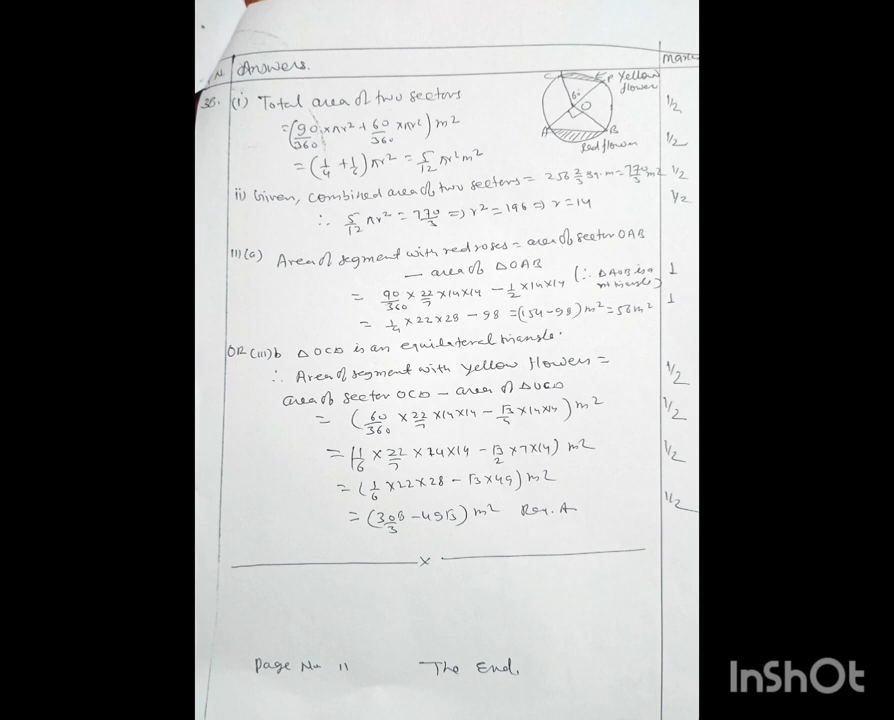 N. Answers. Marks
38. (i) Total area of two sectors
= (90/360 × πr² + 60/360 × πr²) m² 1/2
= (1/4 + 1/6) πr² = 5/12 πr² m² 1/2
C P Yellow flower
60
O
A B
Red flower
ii) Given, combined area of two sectors = 256 2/3 sq. m = 770/3 m² 1/2
∴ 5/12 πr² = 770/3 => r² = 196 => r = 14 1/2
III(a) Area of segment with red roses = area of sector OAB
— area of ΔOAB
= 90/360 × 22/7 × 14 × 14 - 1/2 × 14 × 14 (∵ ΔAOB is a rt triangle) 1
= 1/4 × 22 × 28 - 98 = (154 - 98) m² = 56 m² 1
OR (III) b ΔOCD is an equilateral triangle.
∴ Area of segment with yellow flowers = 1/2
area of sector OCD - area of ΔOCD
= (60/360 × 22/7 × 14 × 14 - √3/4 × 14 × 14) m² 1/2
= (1/6 × 22/7 × 14 × 14 - √3/2 × 7 × 14) m² 1/2
= (1/6 × 22 × 28 - √3 × 49) m²
= (308/3 - 49√3) m² Req. A 1/2
x
Page No 11 The End.
InShOt